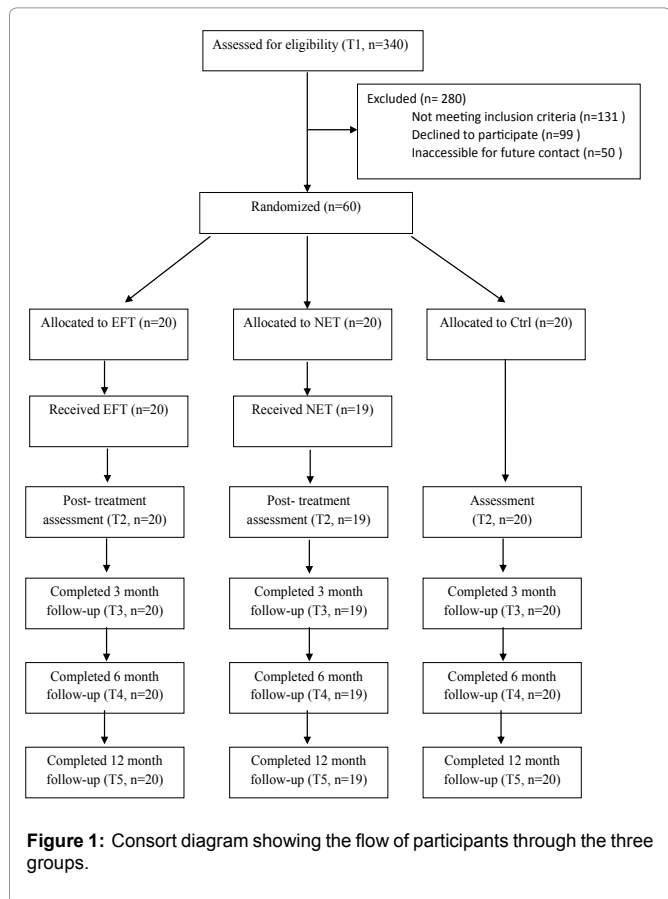 Assessed for eligibility (T1, n=340)
Excluded (n= 280)
Not meeting inclusion criteria (n=131 )
Declined to participate (n=99 )
Inaccessible for future contact (n=50 )
Randomized (n=60)
Allocated to EFT (n=20)
Allocated to NET (n=20)
Allocated to Ctrl (n=20)
Received EFT (n=20)
Received NET (n=19)
Post- treatment
assessment (T2, n=20)
Post- treatment
assessment (T2, n=19)
Assessment
(T2, n=20)
Completed 3 month
follow-up (T3, n=20)
Completed 3 month
follow-up (T3, n=19)
Completed 3 month
follow-up (T3, n=20)
Completed 6 month
follow-up (T4, n=20)
Completed 6 month
follow-up (T4, n=19)
Completed 6 month
follow-up (T4, n=20)
Completed 12 month
follow-up (T5, n=20)
Completed 12 month
follow-up (T5, n=19)
Completed 12 month
follow-up (T5, n=20)
Figure 1: Consort diagram showing the flow of participants through the three
groups.